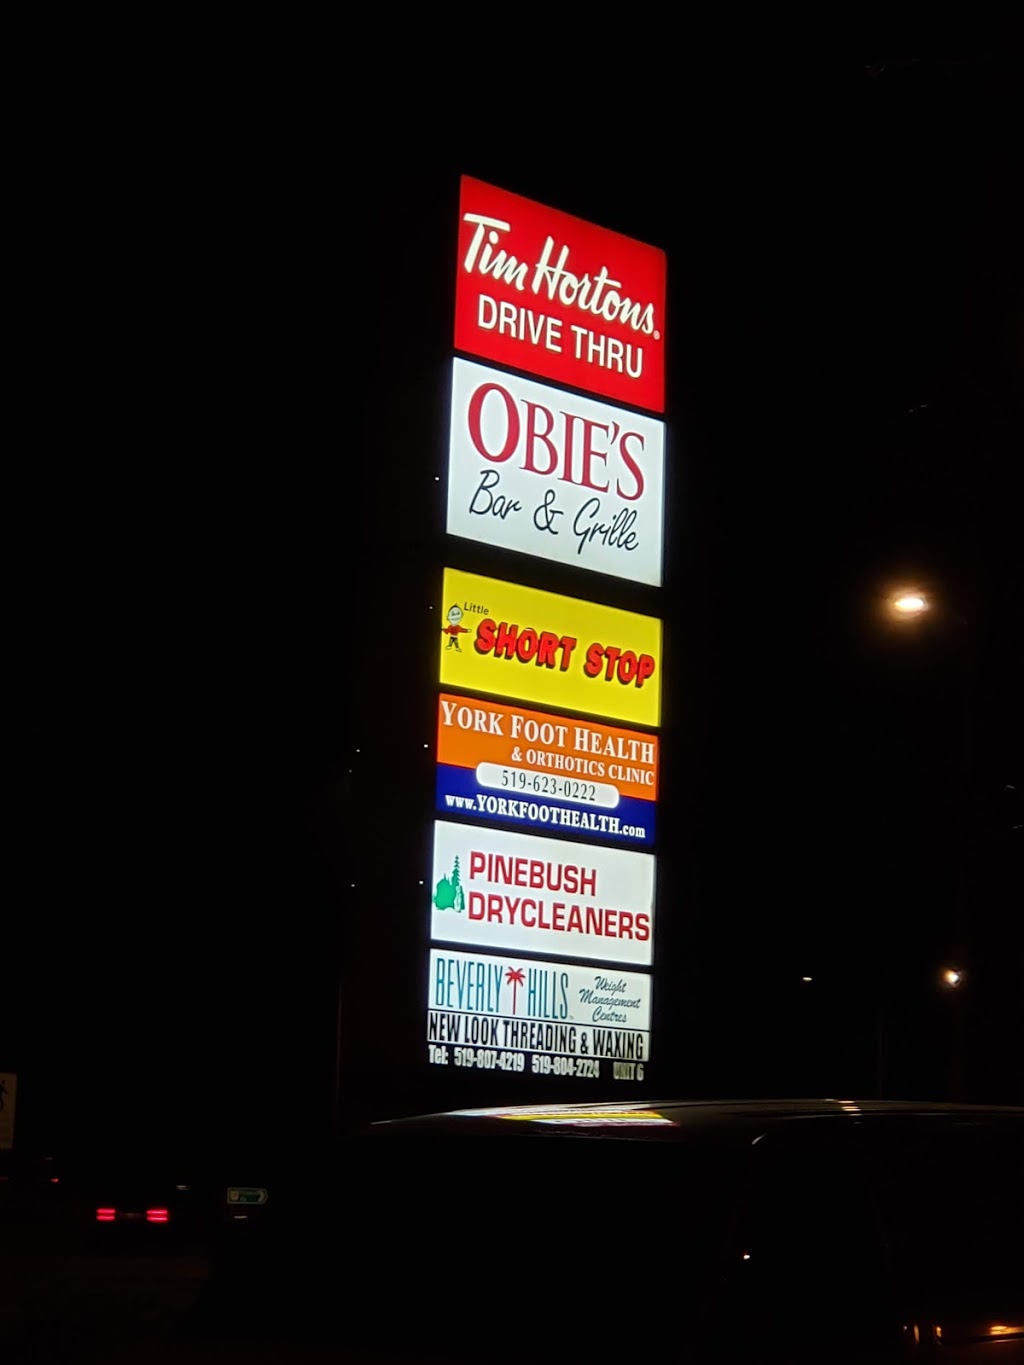 Tim Hortons®
DRIVE THRU
OBIE'S
Bar & Grille
Little
SHORT STOP
YORK FOOT HEALTH
& ORTHOTICS CLINIC
519-623-0222
www.YORKFOOTHEALTH.com
PINEBUSH
DRYCLEANERS
BEVERLY HILLS
Weight
Management
Centres
NEW LOOK THREADING & WAXING
Tel: 519-807-4219 519-804-2724 UNIT 6